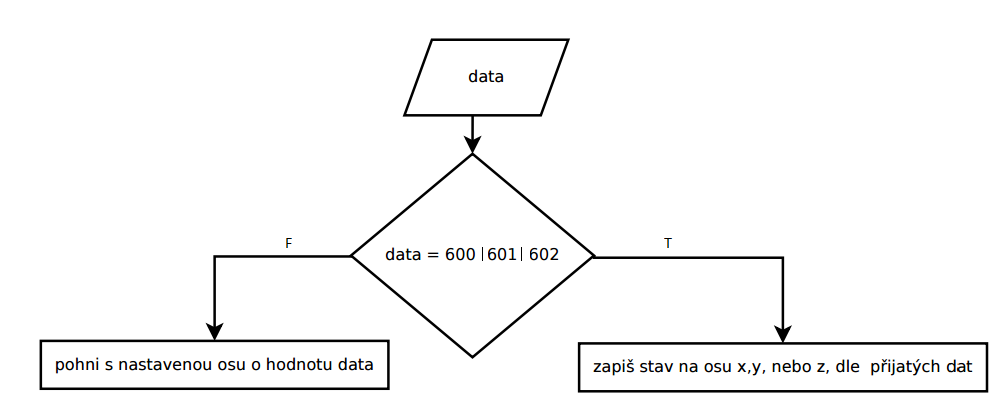 data
data = 600 |601| 602
F
T
pohni s nastavenou osu o hodnotu data
zapiš stav na osu x,y, nebo z, dle  přijatých dat